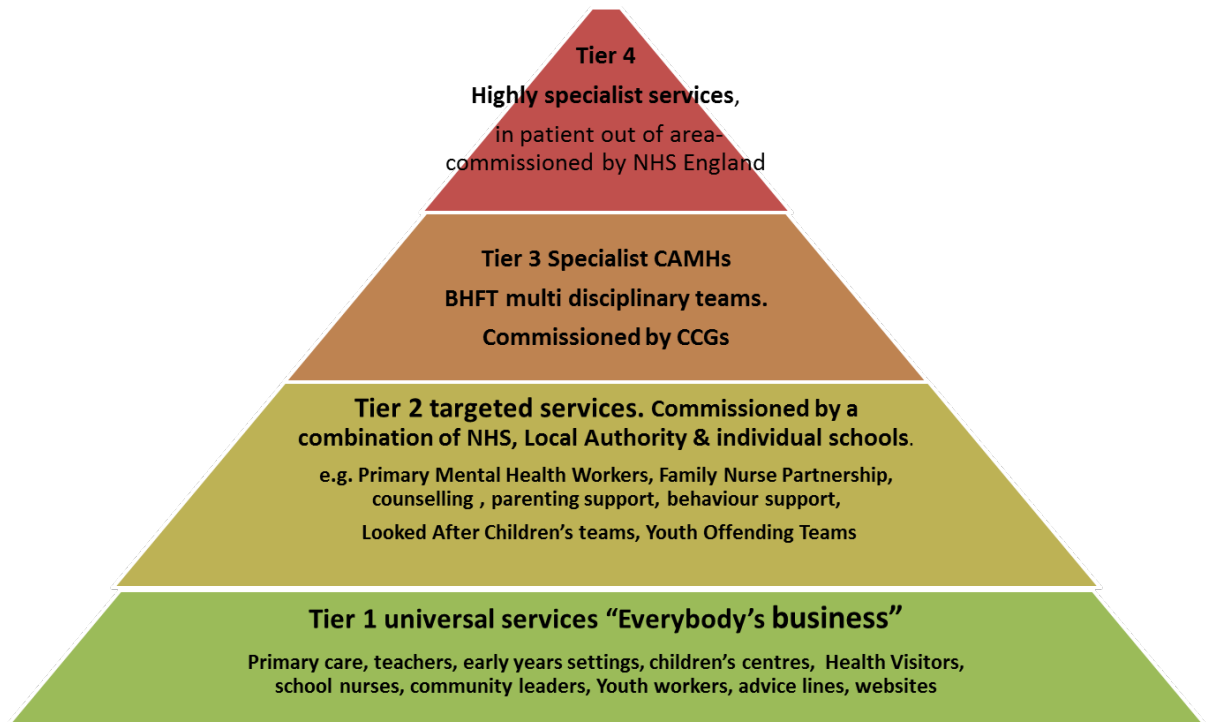 Tier 4
Highly specialist services,
in patient out of area-
commissioned by NHS England
Tier 3 Specialist CAMHs
BHFT multi disciplinary teams.
Commissioned by CCGs
Tier 2 targeted services. Commissioned by a
combination of NHS, Local Authority & individual schools.
e.g. Primary Mental Health Workers, Family Nurse Partnership,
counselling , parenting support, behaviour support,
Looked After Children’s teams, Youth Offending Teams
Tier 1 universal services “Everybody’s business”
Primary care, teachers, early years settings, children’s centres, Health Visitors,
school nurses, community leaders, Youth workers, advice lines, websites